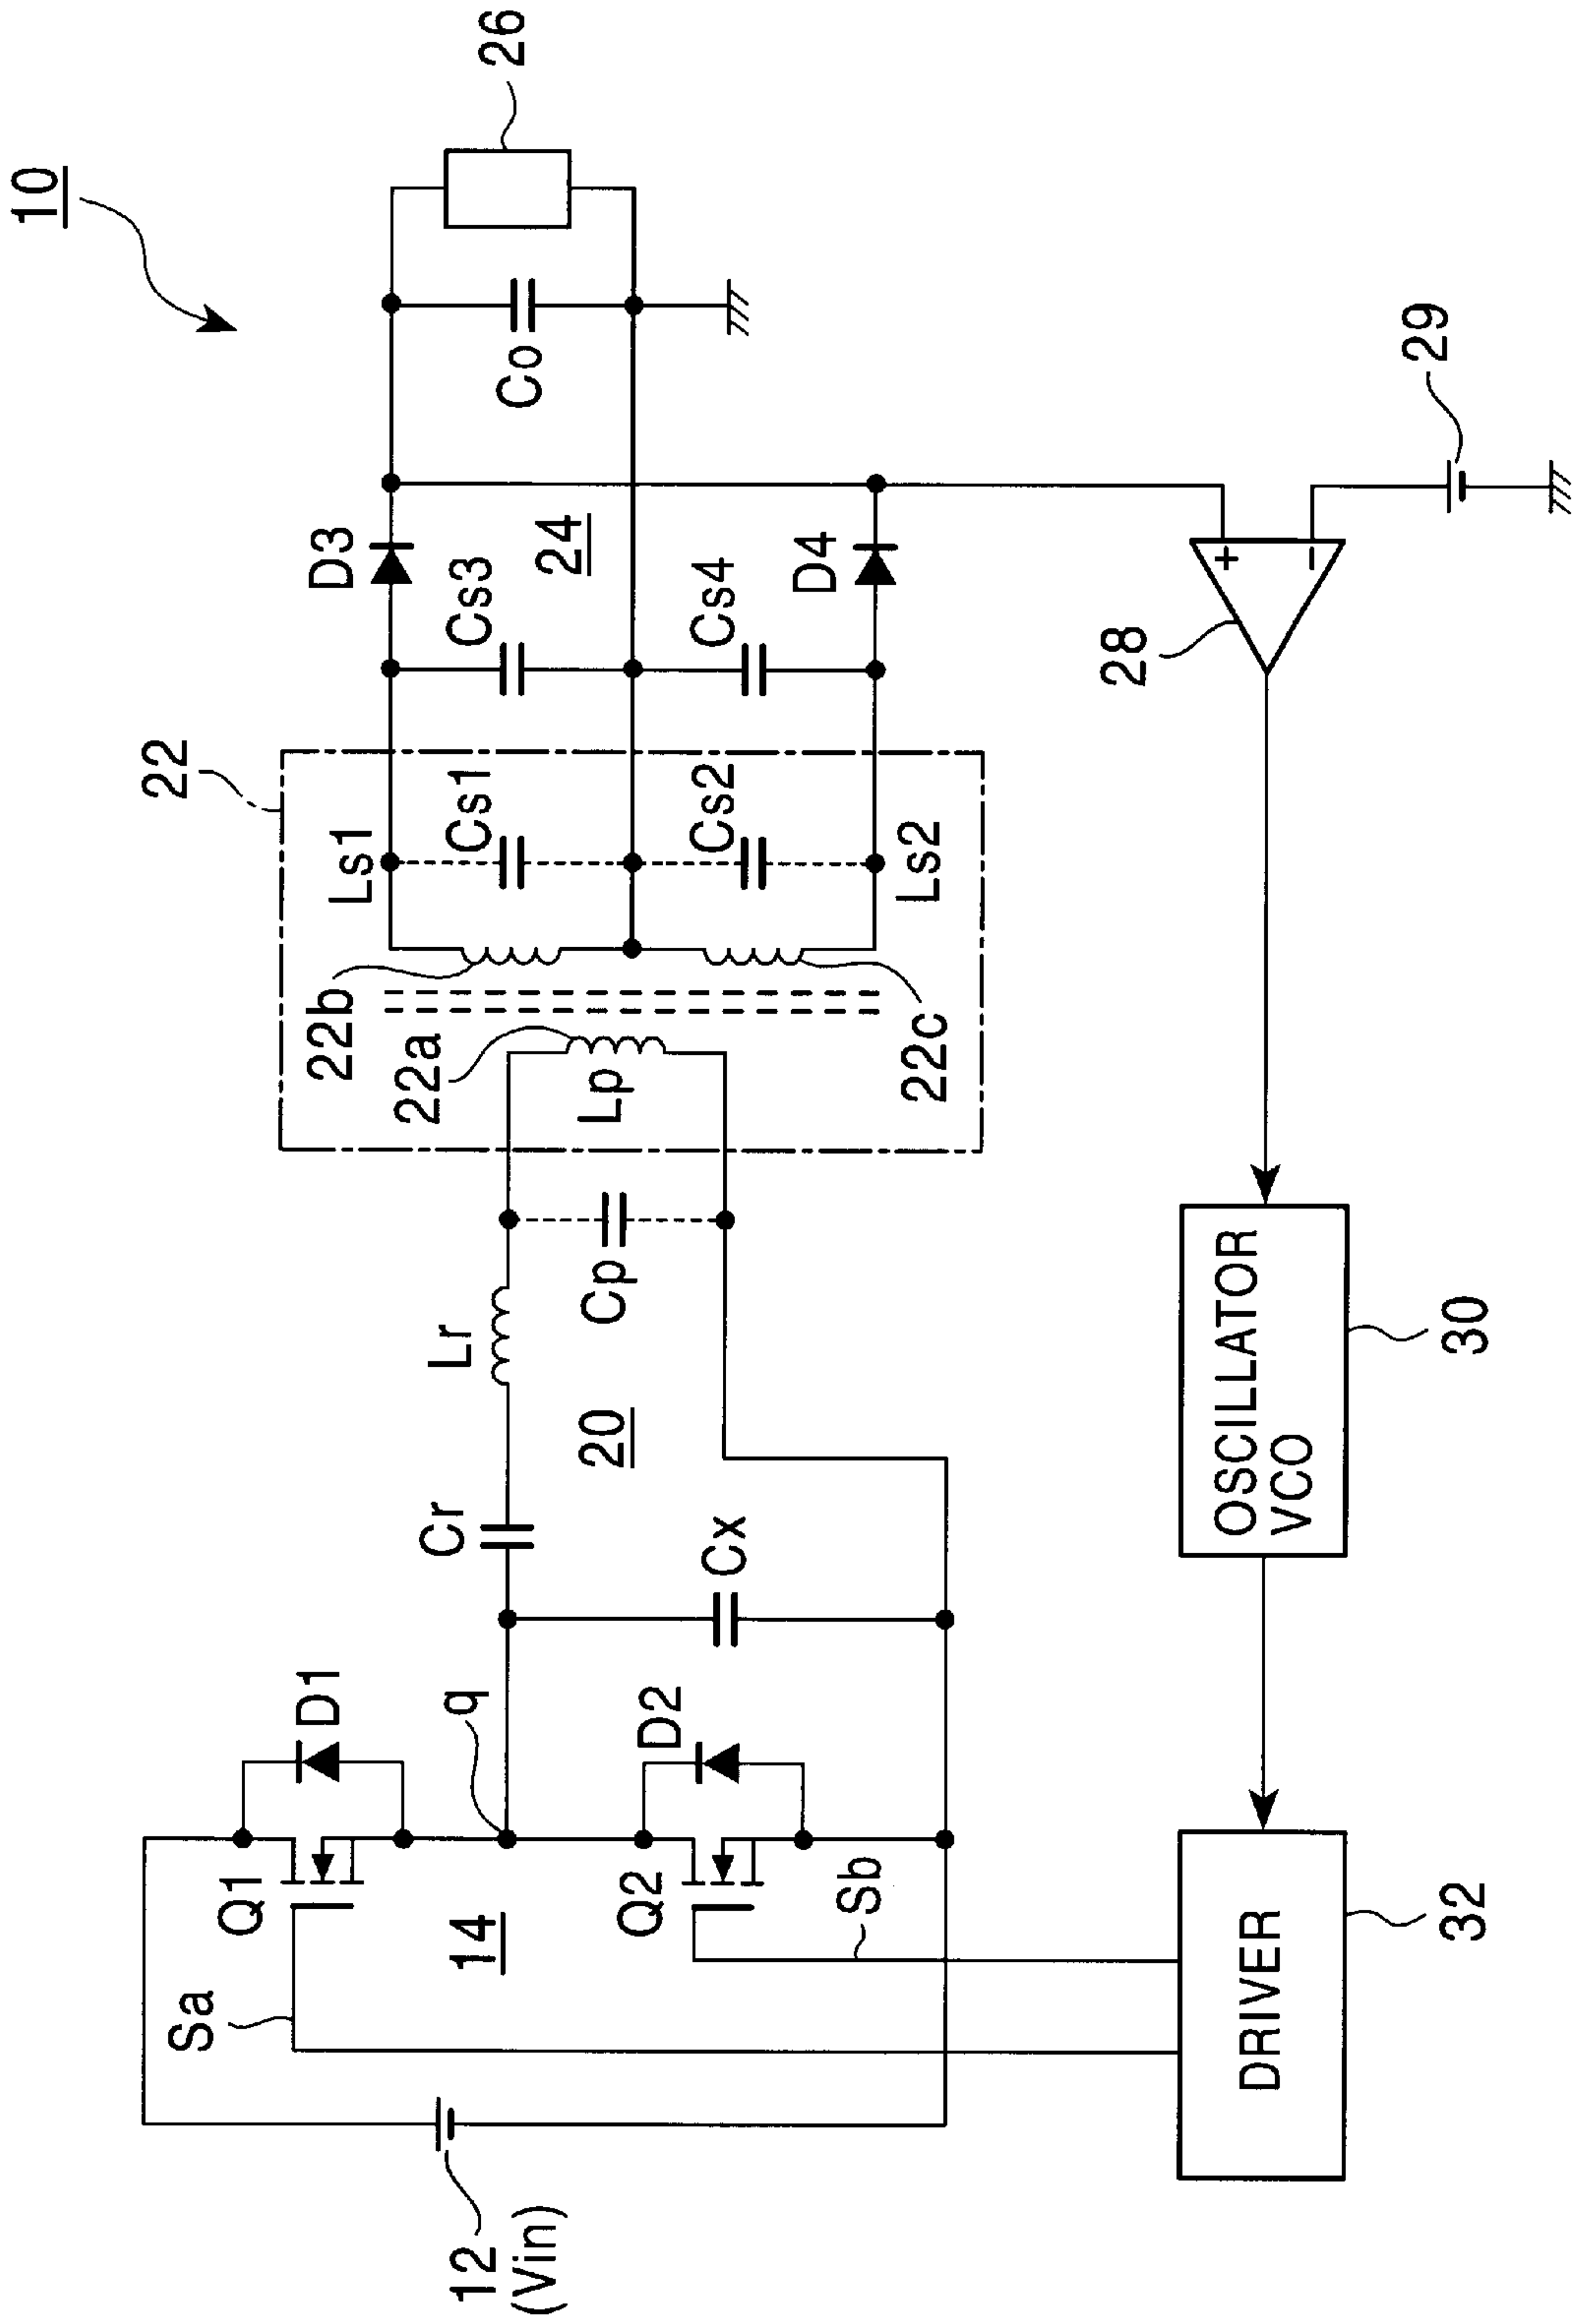 10
12
(Vin)
Sa
Q1
D1
14
q
Q2
D2
Sb
Cr
Cx
20
Lr
Cp
22
22a
Lp
22b
22c
Ls1
Cs1
Cs2
Ls2
Cs3
Cs4
D3
24
D4
Co
26
28
+
−
29
OSCILLATOR
VCO
30
DRIVER
32